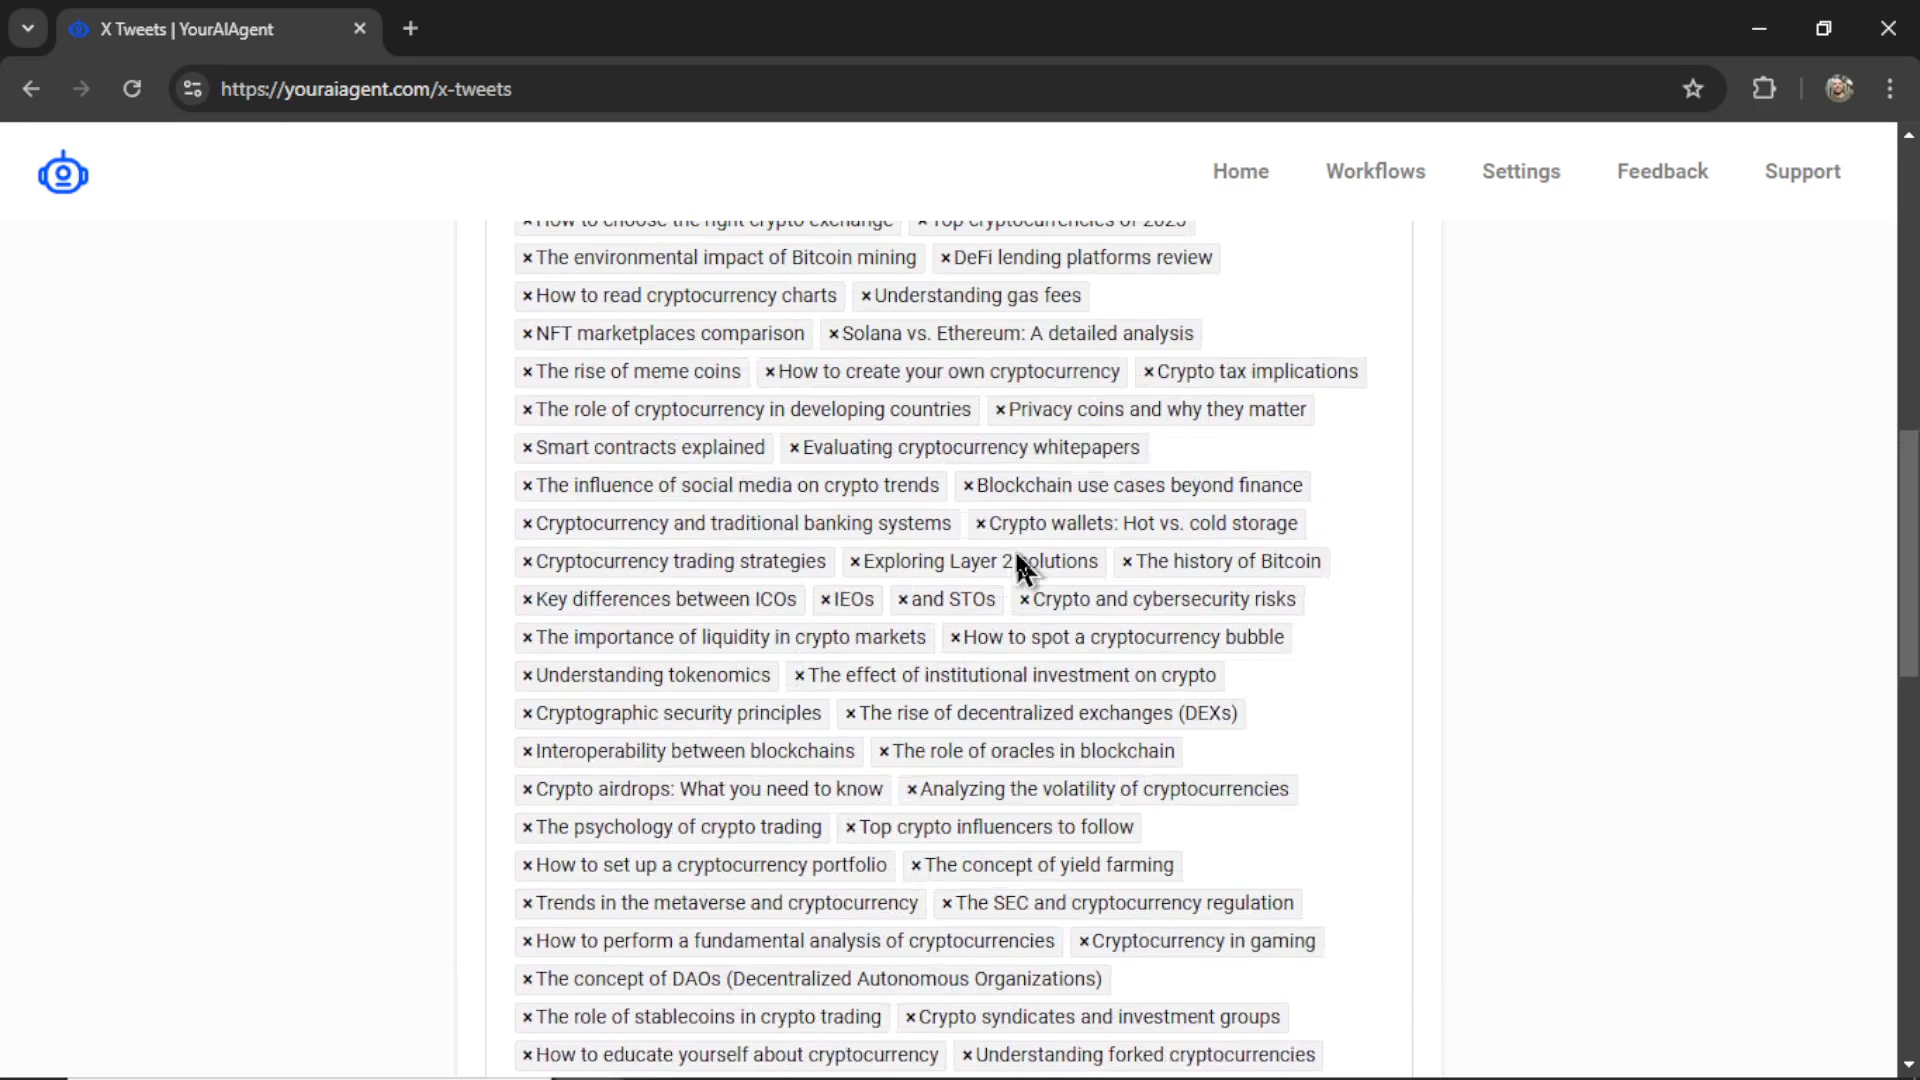 X Tweets | YourAIAgent
https://youraiagent.com/x-tweets
Home Workflows Settings Feedback Support
×How to choose the right crypto exchange ×Top cryptocurrencies of 2023
×The environmental impact of Bitcoin mining ×DeFi lending platforms review
×How to read cryptocurrency charts ×Understanding gas fees
×NFT marketplaces comparison ×Solana vs. Ethereum: A detailed analysis
×The rise of meme coins ×How to create your own cryptocurrency ×Crypto tax implications
×The role of cryptocurrency in developing countries ×Privacy coins and why they matter
×Smart contracts explained ×Evaluating cryptocurrency whitepapers
×The influence of social media on crypto trends ×Blockchain use cases beyond finance
×Cryptocurrency and traditional banking systems ×Crypto wallets: Hot vs. cold storage
×Cryptocurrency trading strategies ×Exploring Layer 2 Solutions ×The history of Bitcoin
×Key differences between ICOs ×IEOs ×and STOs ×Crypto and cybersecurity risks
×The importance of liquidity in crypto markets ×How to spot a cryptocurrency bubble
×Understanding tokenomics ×The effect of institutional investment on crypto
×Cryptographic security principles ×The rise of decentralized exchanges (DEXs)
×Interoperability between blockchains ×The role of oracles in blockchain
×Crypto airdrops: What you need to know ×Analyzing the volatility of cryptocurrencies
×The psychology of crypto trading ×Top crypto influencers to follow
×How to set up a cryptocurrency portfolio ×The concept of yield farming
×Trends in the metaverse and cryptocurrency ×The SEC and cryptocurrency regulation
×How to perform a fundamental analysis of cryptocurrencies ×Cryptocurrency in gaming
×The concept of DAOs (Decentralized Autonomous Organizations)
×The role of stablecoins in crypto trading ×Crypto syndicates and investment groups
×How to educate yourself about cryptocurrency ×Understanding forked cryptocurrencies